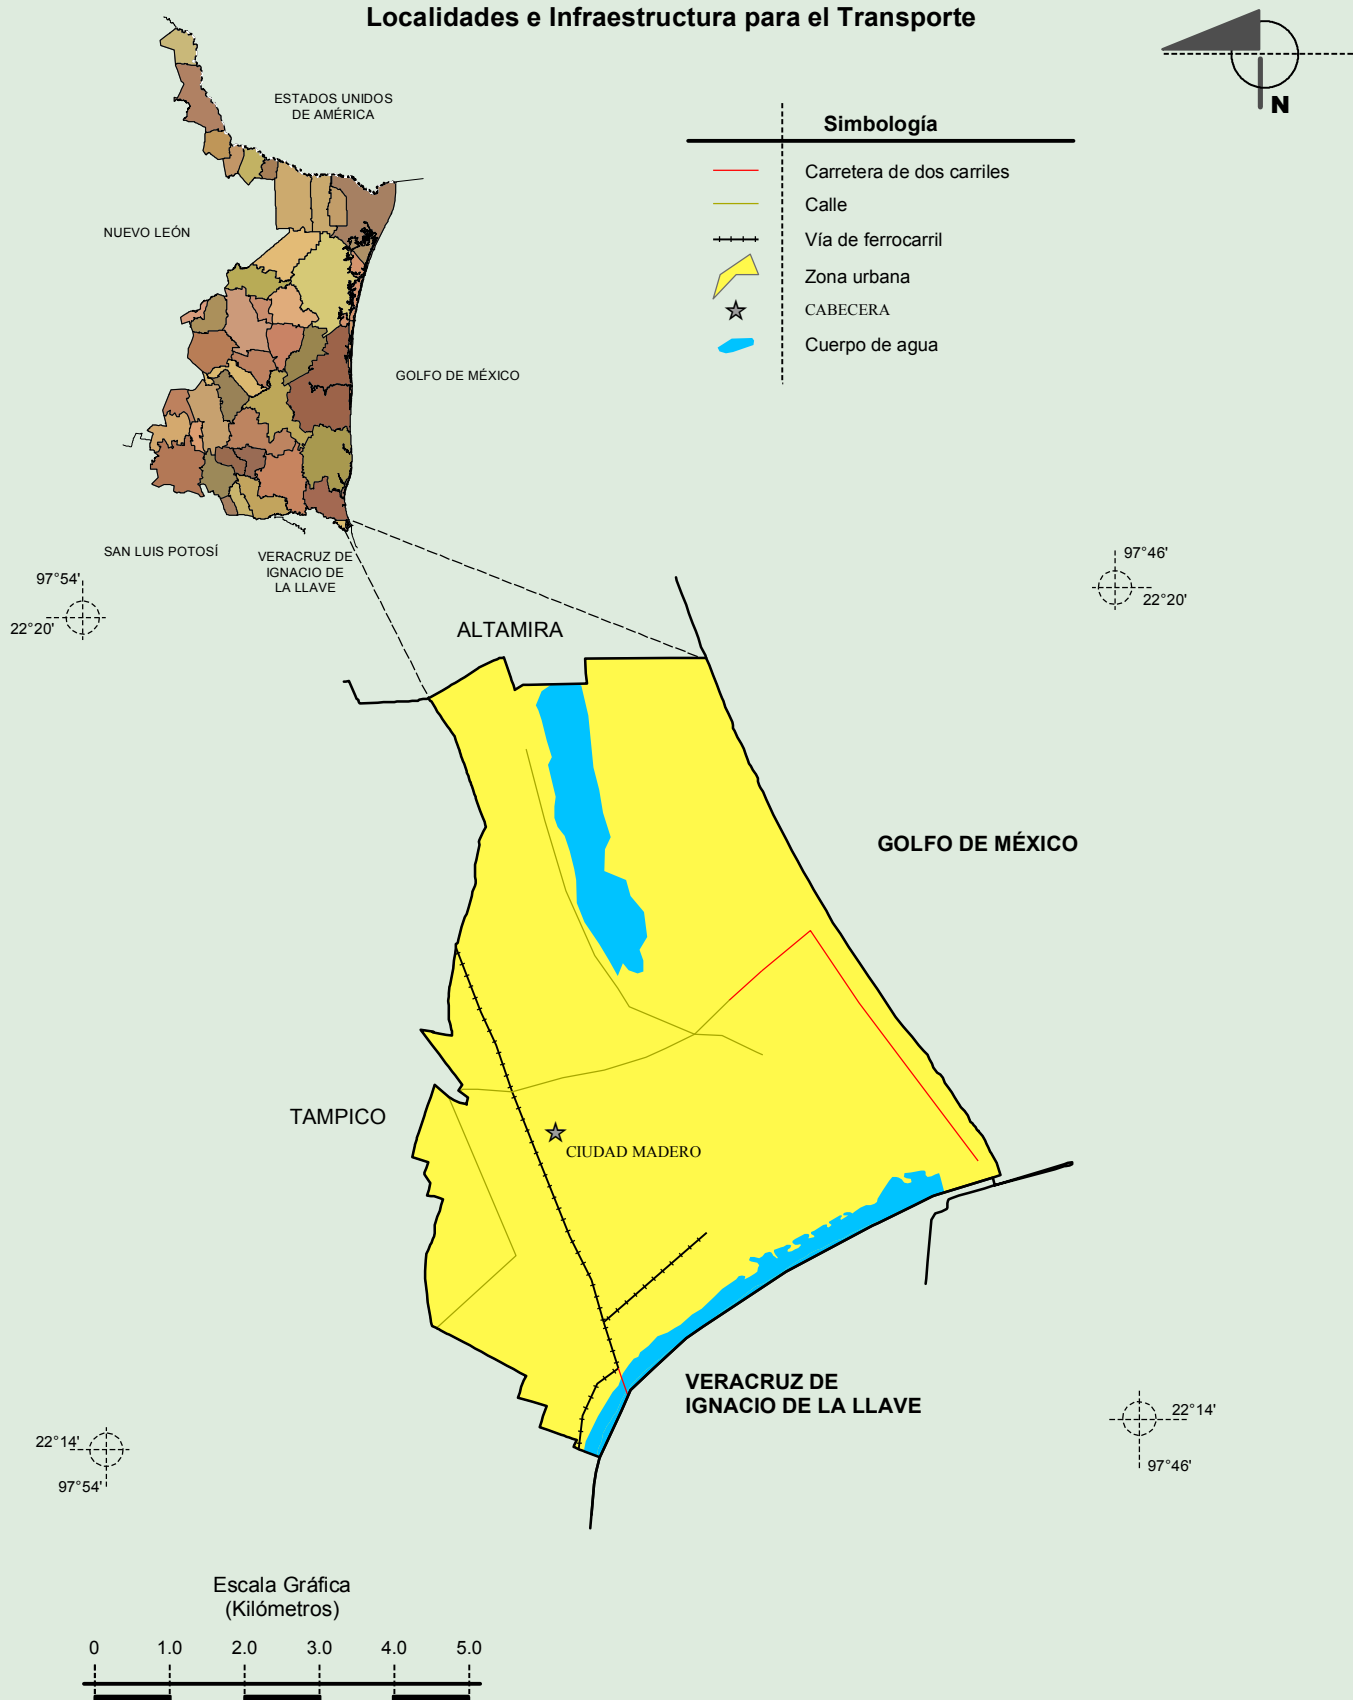 Localidades e Infraestructura para el Transporte
N
ESTADOS UNIDOS
DE AMÉRICA
NUEVO LEÓN
GOLFO DE MÉXICO
SAN LUIS POTOSÍ
VERACRUZ DE
IGNACIO DE
LA LLAVE
Simbología
Carretera de dos carriles
Calle
Vía de ferrocarril
Zona urbana
CABECERA
Cuerpo de agua
97°54'
22°20'
97°46'
22°20'
ALTAMIRA
GOLFO DE MÉXICO
TAMPICO
CIUDAD MADERO
VERACRUZ DE
IGNACIO DE LA LLAVE
22°14'
97°54'
22°14'
97°46'
Escala Gráfica
(Kilómetros)
0 1.0 2.0 3.0 4.0 5.0